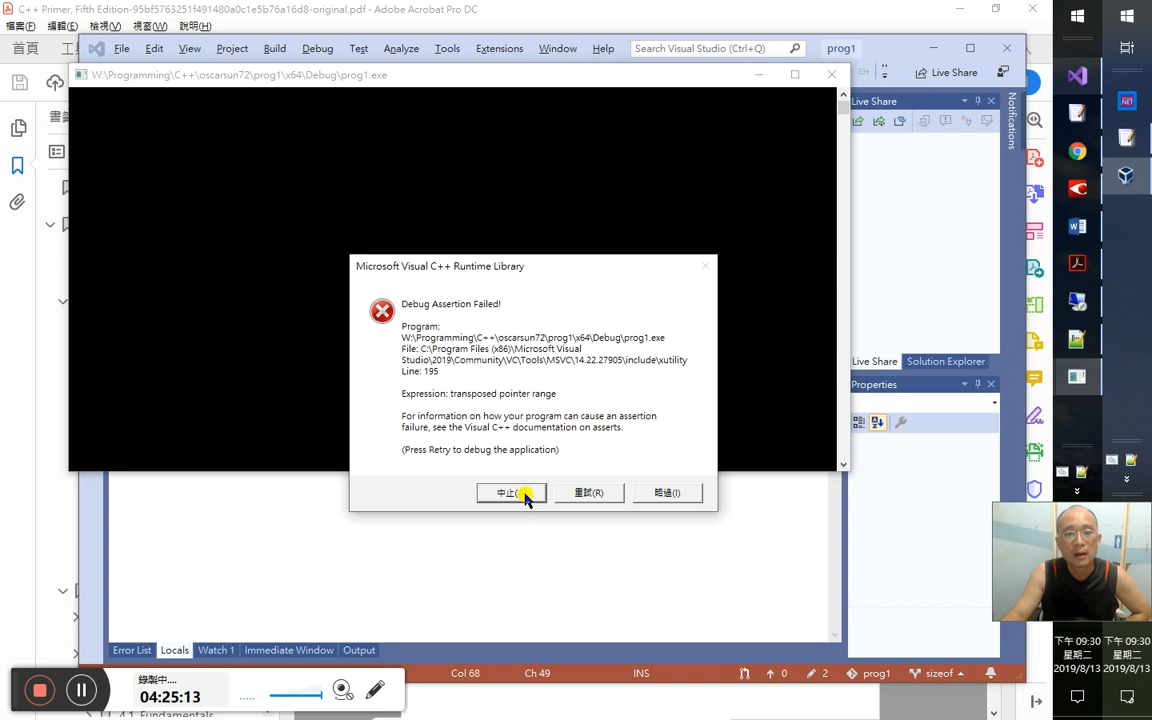 C++ Primer, Fifth Edition-95bf5763251f491480a0c1e5b76a16d8-original.pdf - Adobe Acrobat Pro DC
檔案(F) 編輯(E) 檢視(V) 視窗(W) 說明(H)
首頁
File Edit View Project Build Debug Test Analyze Tools Extensions Window Help Search Visual Studio (Ctrl+Q) prog1
W:\Programming\C++\oscarsun72\prog1\x64\Debug\prog1.exe
Live Share
Live Share
Notifications
Microsoft Visual C++ Runtime Library
Debug Assertion Failed!
Program:
W:\Programming\C++\oscarsun72\prog1\x64\Debug\prog1.exe
File: C:\Program Files (x86)\Microsoft Visual
Studio\2019\Community\VC\Tools\MSVC\14.22.27905\include\xutility
Line: 195
Expression: transposed pointer range
For information on how your program can cause an assertion
failure, see the Visual C++ documentation on asserts.
(Press Retry to debug the application)
中止( 重試(R) 略過(I)
Live Share Solution Explorer
Properties
Error List Locals Watch 1 Immediate Window Output
Col 68 Ch 49 INS 0 2 prog1 sizeof
錄製中....
04:25:13
4.1. Fundamentals
下午 09:30 下午 09:30
星期二 星期二
2019/8/13 2019/8/13